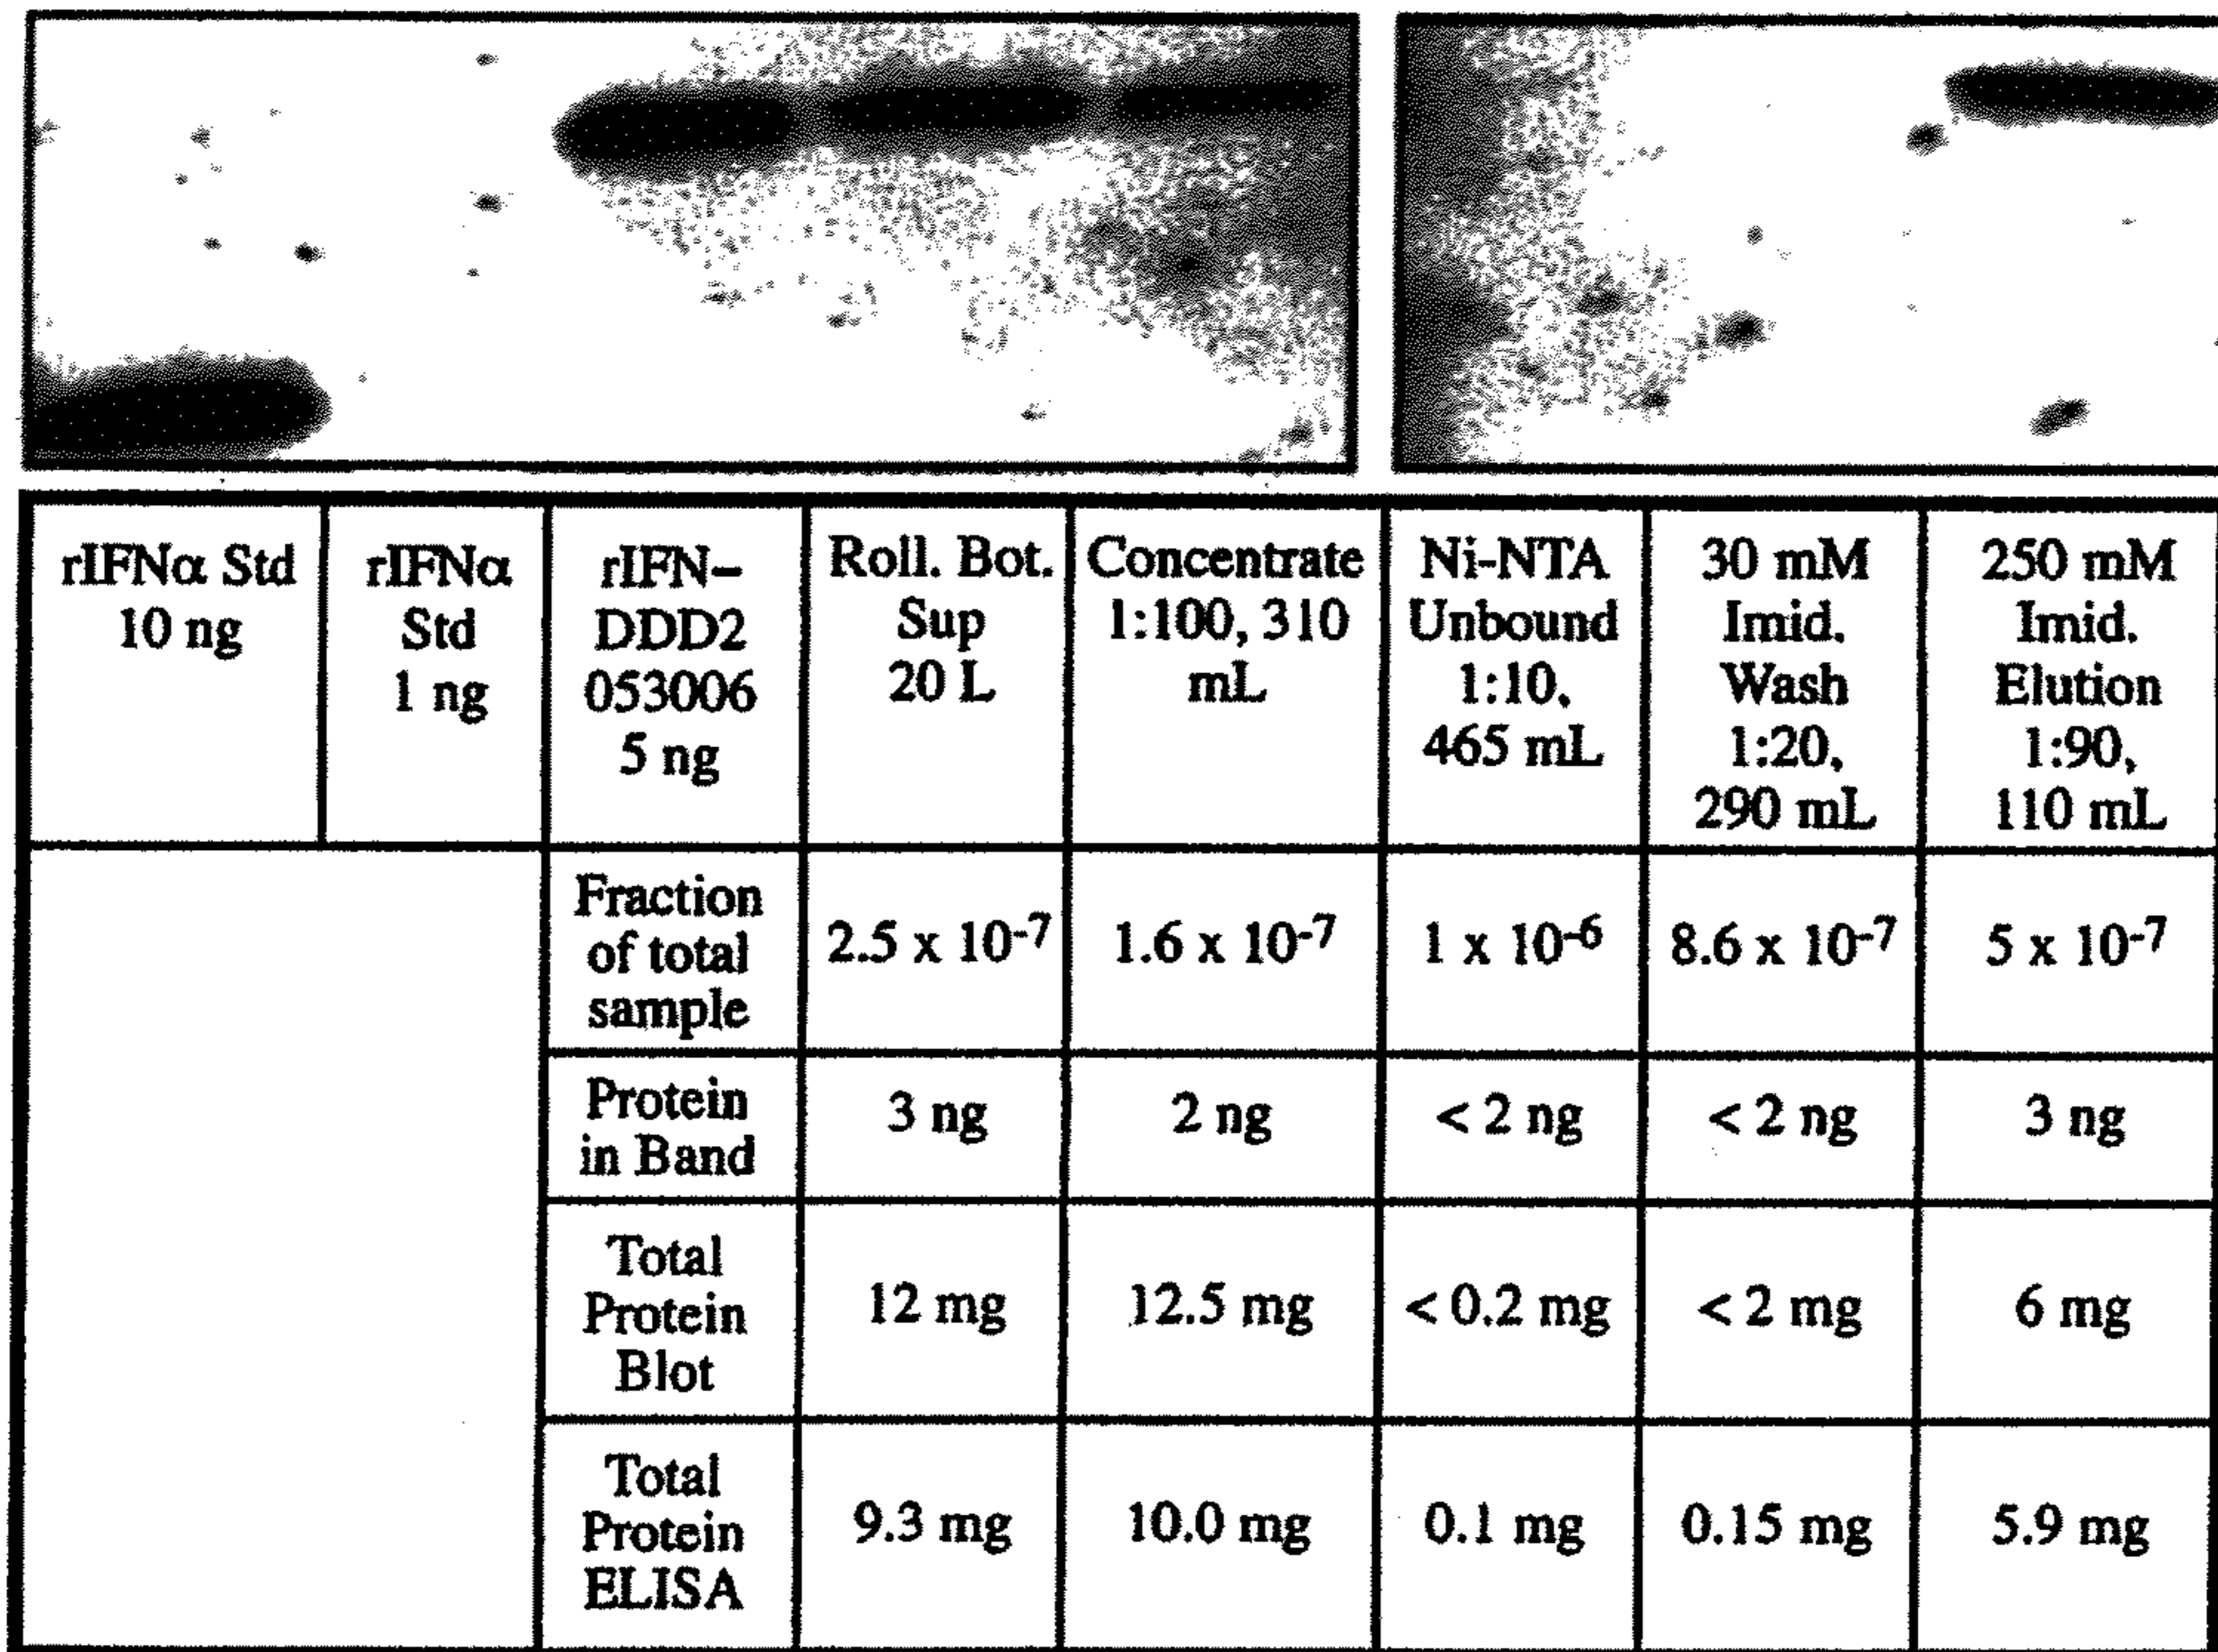 rIFNα Std
10 ng
rIFNα
Std
1 ng
rIFN–
DDD2
053006
5 ng
Roll. Bot.
Sup
20 L
Concentrate
1:100, 310
mL
Ni-NTA
Unbound
1:10,
465 mL
30 mM
Imid.
Wash
1:20,
290 mL
250 mM
Imid.
Elution
1:90,
110 mL
Fraction
of total
sample
2.5 x 10⁻⁷
1.6 x 10⁻⁷
1 x 10⁻⁶
8.6 x 10⁻⁷
5 x 10⁻⁷
Protein
in Band
3 ng
2 ng
< 2 ng
< 2 ng
3 ng
Total
Protein
Blot
12 mg
12.5 mg
< 0.2 mg
< 2 mg
6 mg
Total
Protein
ELISA
9.3 mg
10.0 mg
0.1 mg
0.15 mg
5.9 mg